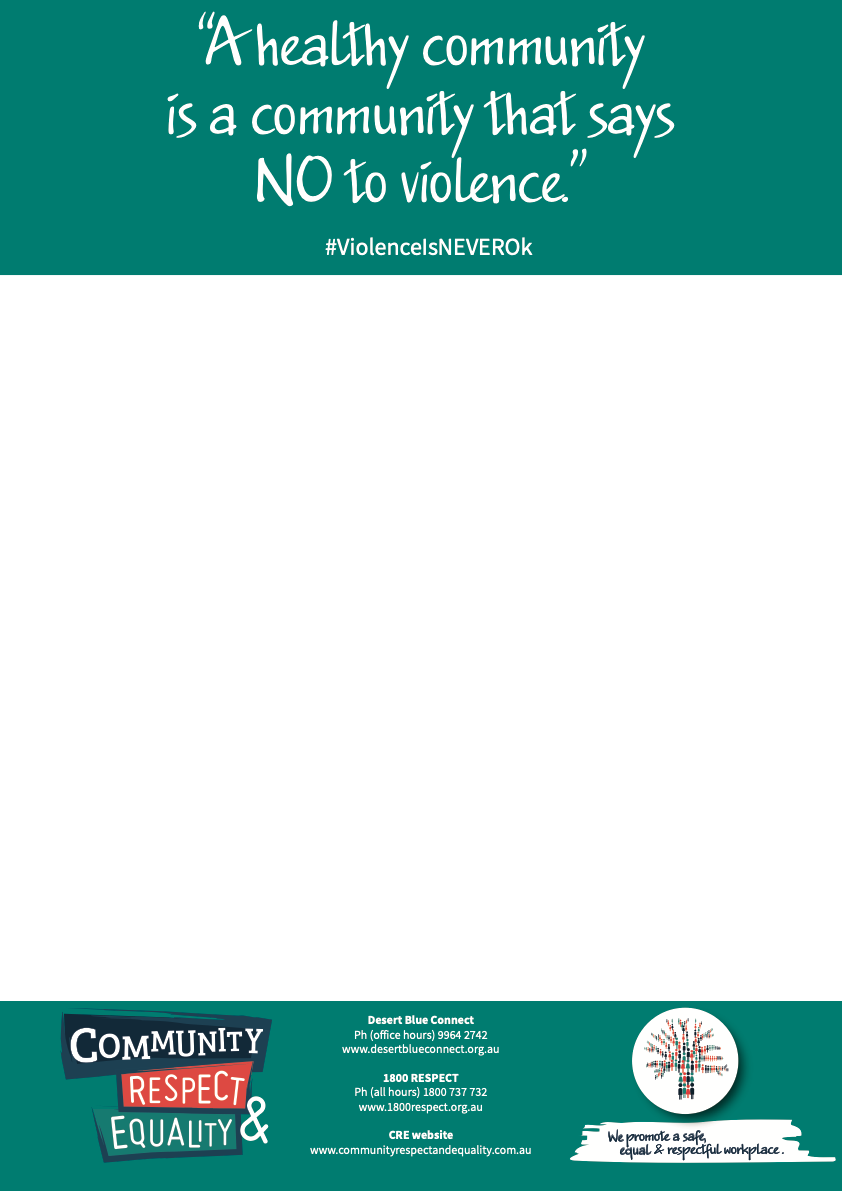 “A healthy community
is a community that says
NO to violence.”
#ViolenceIsNEVEROk
COMMUNITY
RESPECT
&
EQUALITY
Desert Blue Connect
Ph (office hours) 9964 2742
www.desertblueconnect.org.au
1800 RESPECT
Ph (all hours) 1800 737 732
www.1800respect.org.au
CRE website
www.communityrespectandequality.com.au
We promote a safe,
equal & respectful workplace.